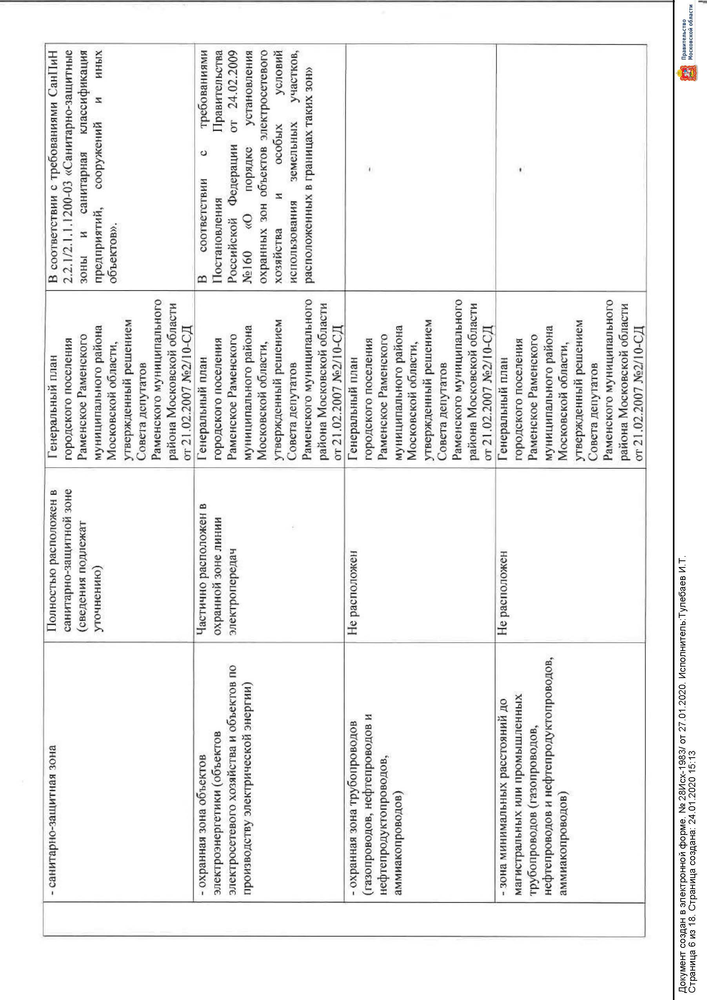 - санитарно-защитная зона
Полностью расположен в
санитарно-защитной зоне
(сведения подлежат
уточнению)
Генеральный план
городского поселения
Раменское Раменского
муниципального района
Московской области,
утвержденный решением
Совета депутатов
Раменского муниципального
района Московской области
от 21.02.2007 №2/10-СД
В соответствии с требованиями СанПиН
2.2.1/2.1.1.1200-03 «Санитарно-защитные
зоны и санитарная классификация
предприятий, сооружений и иных
объектов».
- охранная зона объектов
электроэнергетики (объектов
электросетевого хозяйства и объектов по
производству электрической энергии)
Частично расположен в
охранной зоне линии
электропередач
Генеральный план
городского поселения
Раменское Раменского
муниципального района
Московской области,
утвержденный решением
Совета депутатов
Раменского муниципального
района Московской области
от 21.02.2007 №2/10-СД
В соответствии с требованиями
Постановления Правительства
Российской Федерации от 24.02.2009
№160 «О порядке установления
охранных зон объектов электросетевого
хозяйства и особых условий
использования земельных участков,
расположенных в границах таких зон»
- охранная зона трубопроводов
(газопроводов, нефтепроводов и
нефтепродуктопроводов,
аммиакопроводов)
Не расположен
Генеральный план
городского поселения
Раменское Раменского
муниципального района
Московской области,
утвержденный решением
Совета депутатов
Раменского муниципального
района Московской области
от 21.02.2007 №2/10-СД
-
- зона минимальных расстояний до
магистральных или промышленных
трубопроводов (газопроводов,
нефтепроводов и нефтепродуктопроводов,
аммиакопроводов)
Не расположен
Генеральный план
городского поселения
Раменское Раменского
муниципального района
Московской области,
утвержденный решением
Совета депутатов
Раменского муниципального
района Московской области
от 21.02.2007 №2/10-СД
-
Документ создан в электронной форме. № 28Исх-1983/ от 27.01.2020. Исполнитель:Тулебаев И.Т.
Страница 6 из 18. Страница создана: 24.01.2020 15:13
Правительство
Московской области